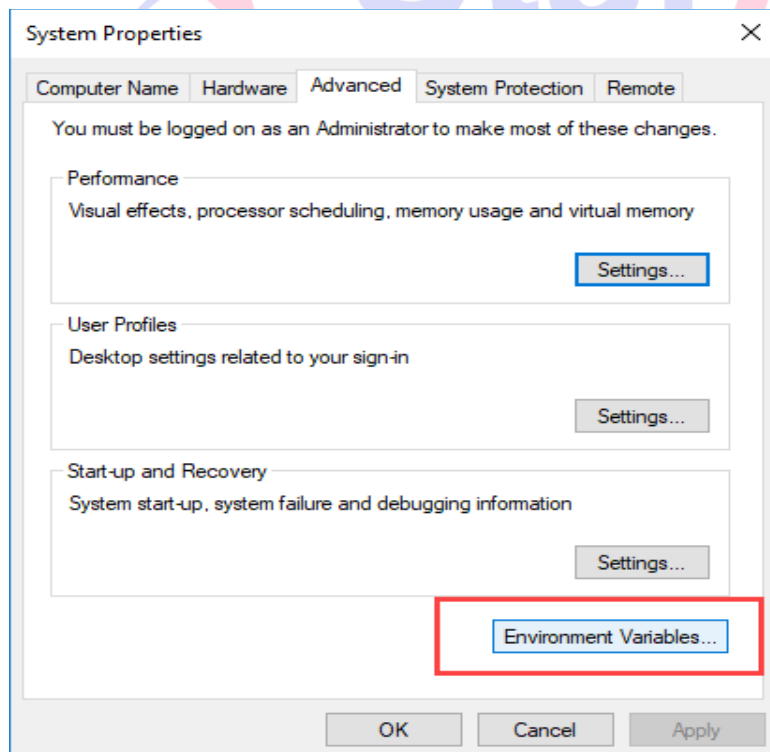 System Properties
Computer Name Hardware Advanced System Protection Remote
You must be logged on as an Administrator to make most of these changes.
Performance
Visual effects, processor scheduling, memory usage and virtual memory
Settings...
User Profiles
Desktop settings related to your sign-in
Settings...
Start-up and Recovery
System start-up, system failure and debugging information
Settings...
Environment Variables...
OK Cancel Apply